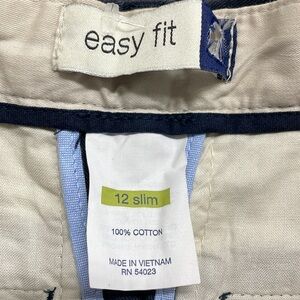 easy fit
12 slim
100% COTTON
MADE IN VIETNAM
RN 54023